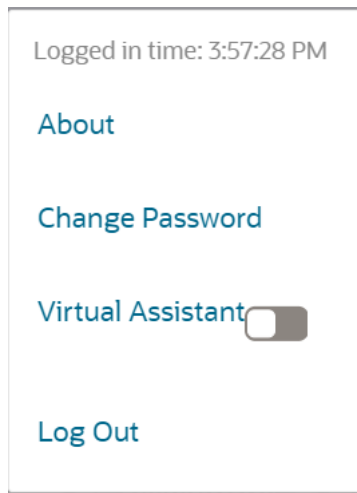 Logged in time: 3:57:28 PM
About
Change Password
Virtual Assistant
Log Out